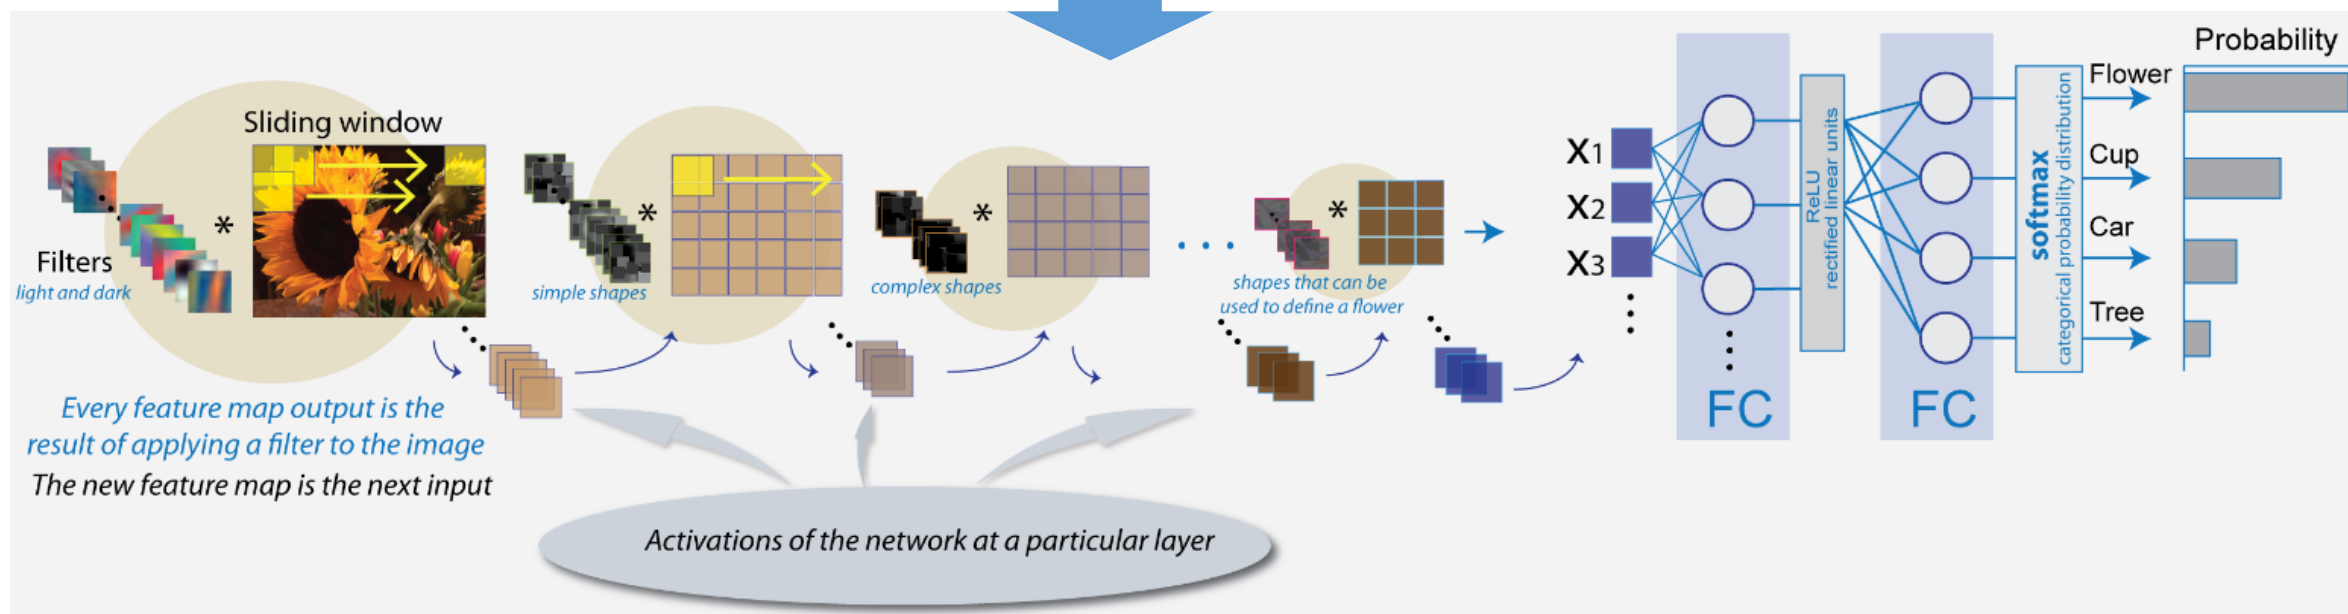 Sliding window
*
Filters
light and dark
*
simple shapes
*
complex shapes
*
shapes that can be
used to define a flower
X1
X2
X3
FC
ReLU
rectified linear units
FC
softmax
categorical probability distribution
Flower
Cup
Car
Tree
Probability
Every feature map output is the
result of applying a filter to the image
The new feature map is the next input
Activations of the network at a particular layer